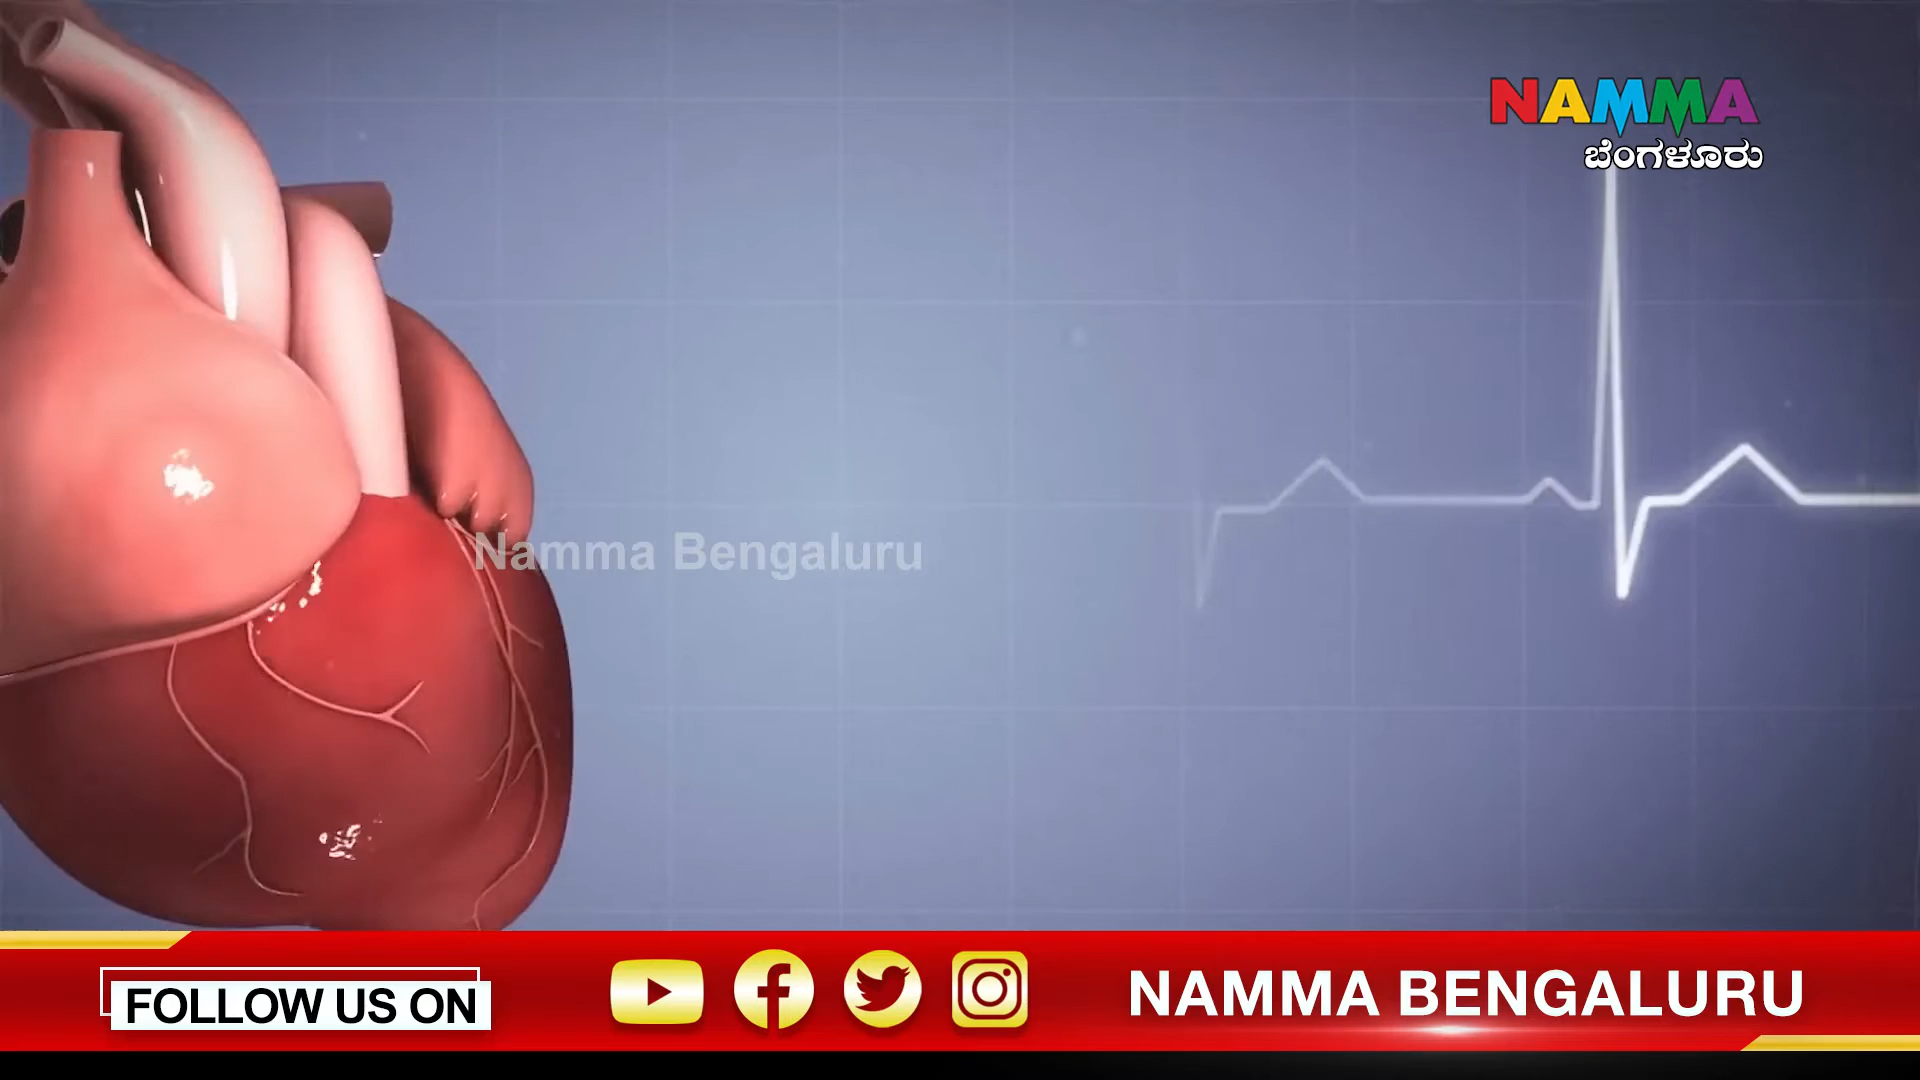 NAMMA
ಬೆಂಗಳೂರು
Namma Bengaluru
FOLLOW US ON
NAMMA BENGALURU